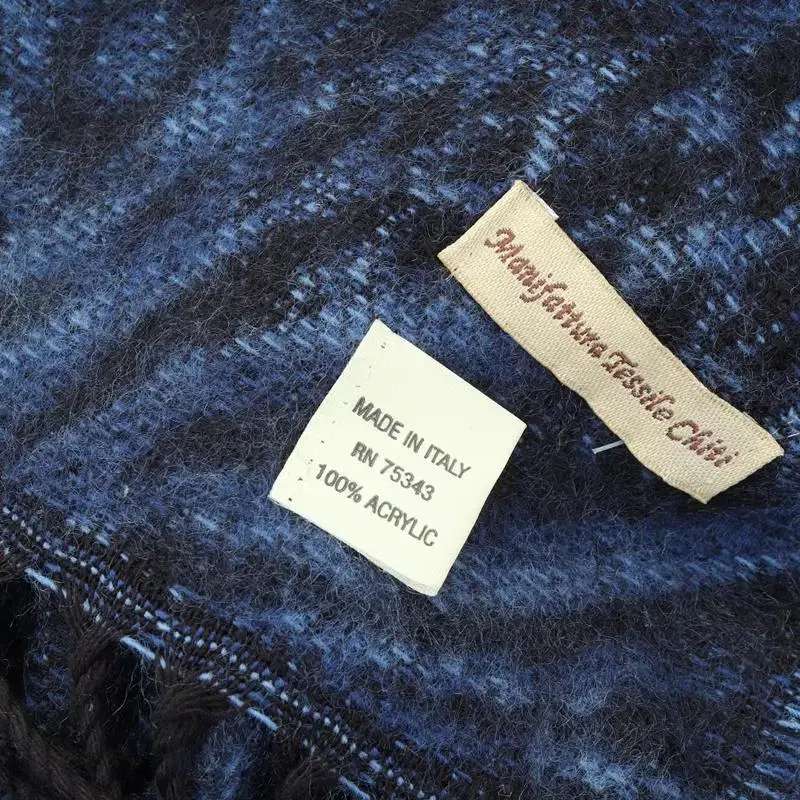 Manifattura Tessile Chiti
MADE IN ITALY
RN 75343
100% ACRYLIC